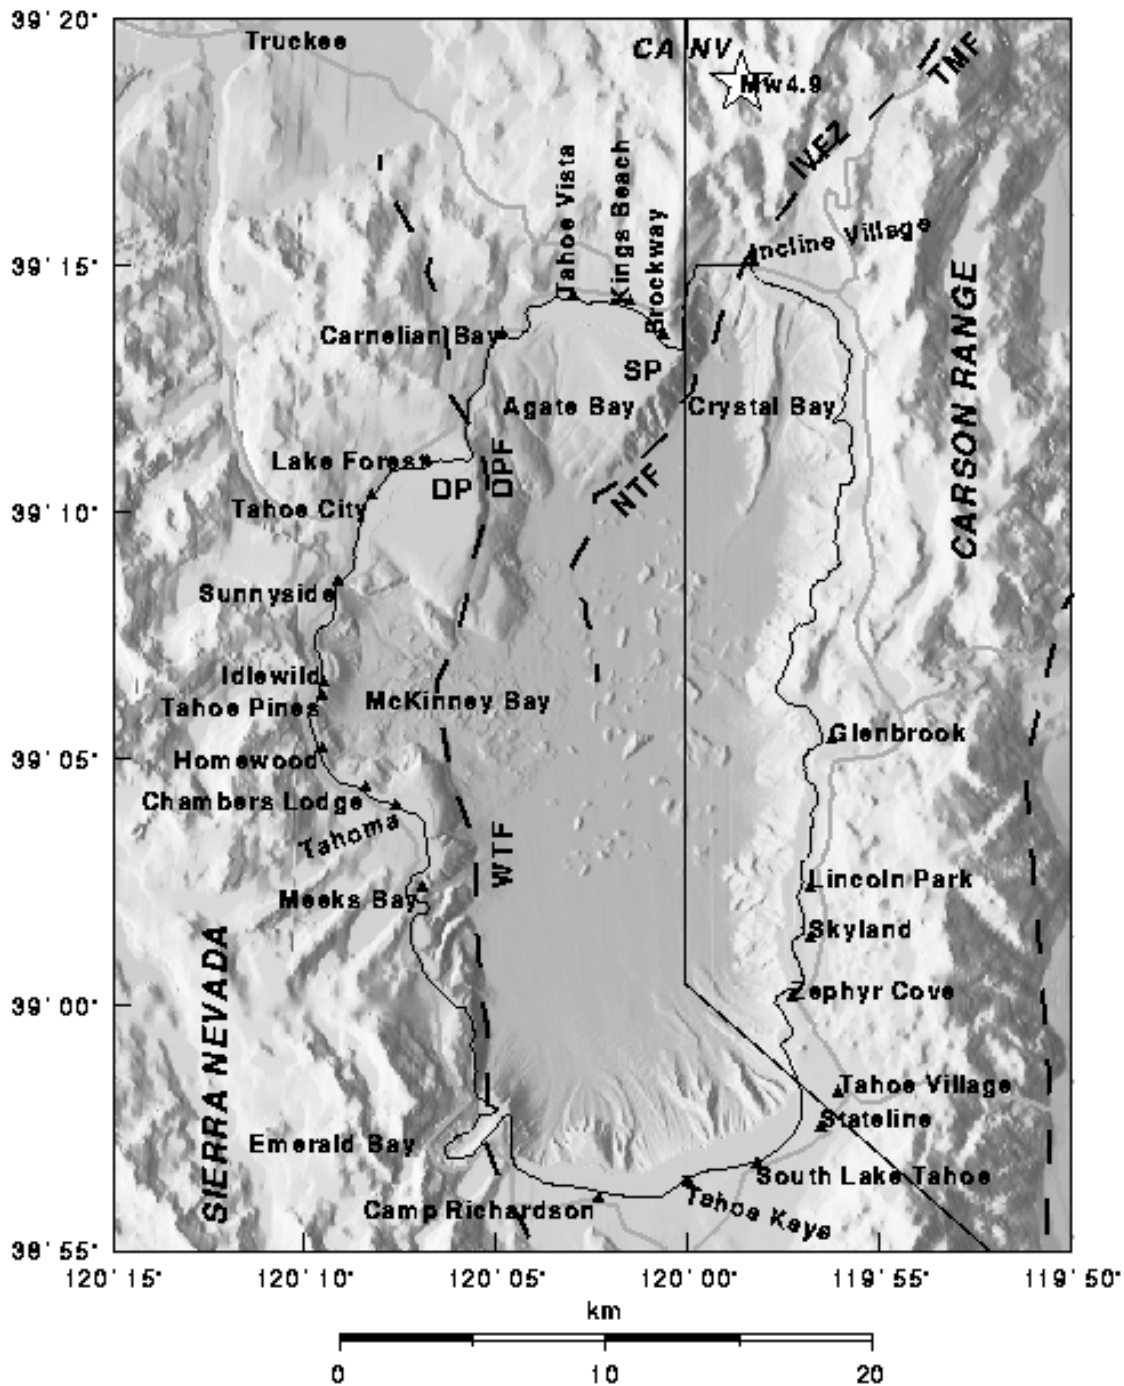 39°20'
Truckee
CA NV
Mw4.9
TMF
IVFZ
Tahoe Vista
Kings Beach
Brockway
Incline Village
39°15'
Carnelian Bay
SP
Agate Bay
Crystal Bay
CARSON RANGE
Lake Forest
DP
DPF
NTF
Tahoe City
39°10'
Sunnyside
Idlewild
McKinney Bay
Tahoe Pines
Glenbrook
Homewood
39°05'
Chambers Lodge
Tahoma
WTF
Lincoln Park
Meeks Bay
Skyland
SIERRA NEVADA
Zephyr Cove
39°00'
Tahoe Village
Stateline
Emerald Bay
South Lake Tahoe
Camp Richardson
Tahoe Keys
38°55'
120°15'
120°10'
120°05'
120°00'
119°55'
119°50'
km
0
10
20